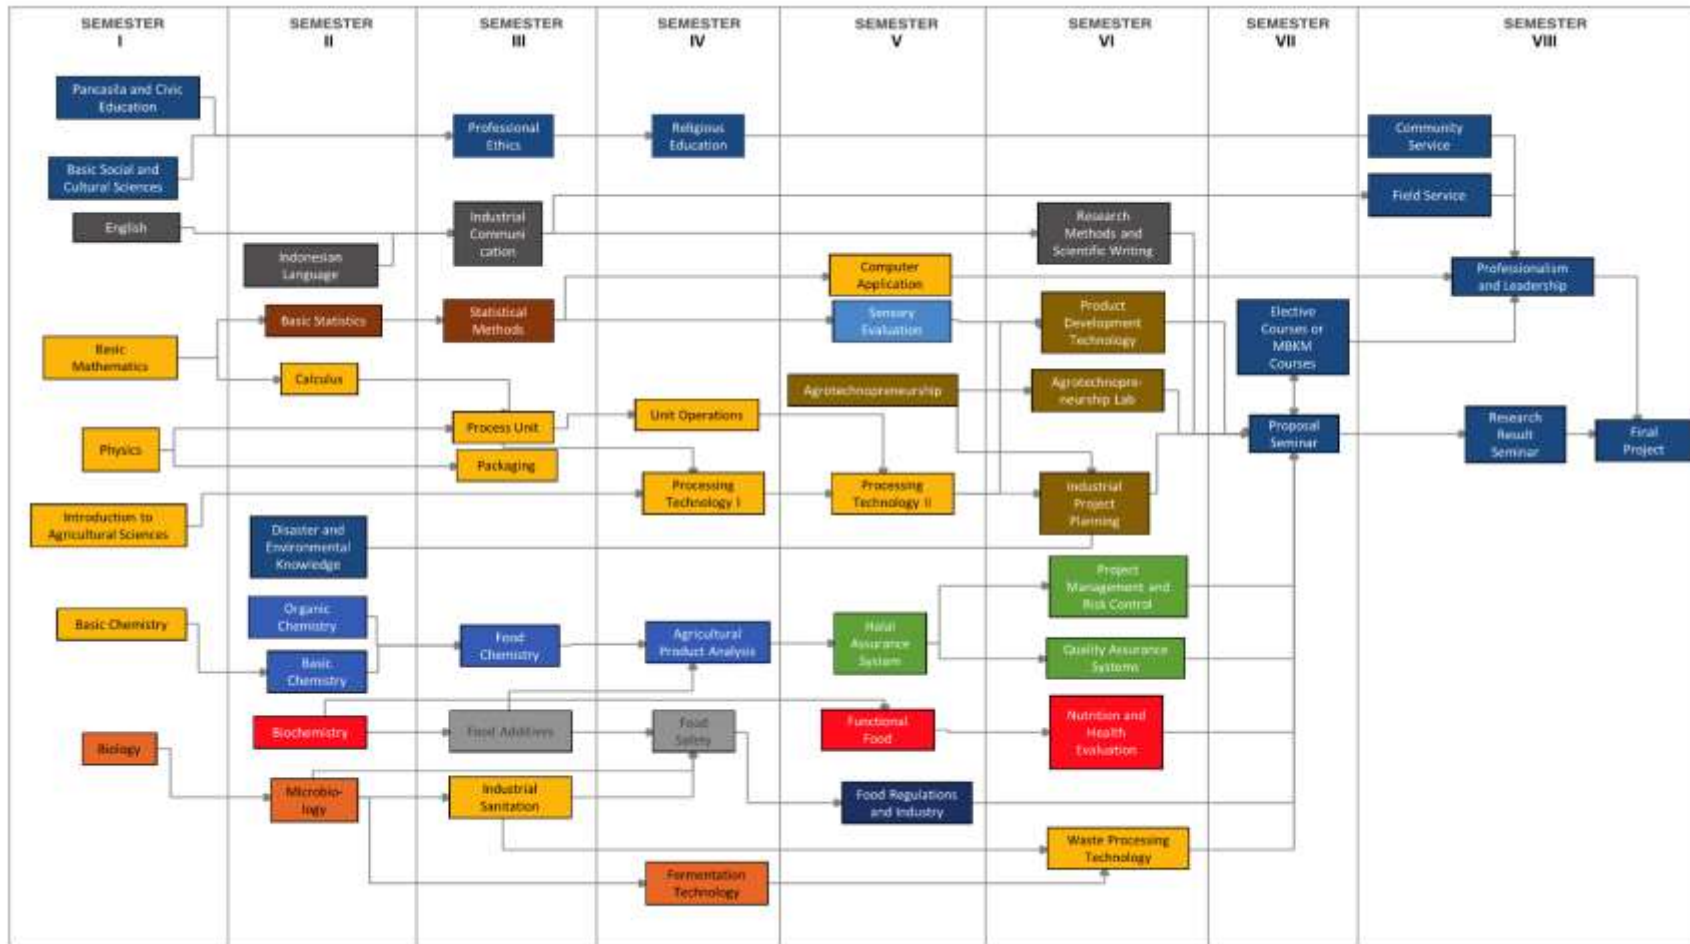 SEMESTER
I
SEMESTER
II
SEMESTER
III
SEMESTER
IV
SEMESTER
V
SEMESTER
VI
SEMESTER
VII
SEMESTER
VIII
Pancasila and Civic
Education
Basic Social and
Cultural Sciences
English
Basic
Mathematics
Physics
Introduction to
Agricultural Sciences
Basic Chemistry
Biology
Indonesian
Language
Basic Statistics
Calculus
Disaster and
Environmental
Knowledge
Organic
Chemistry
Basic
Chemistry
Biochemistry
Microbio-
logy
Professional
Ethics
Industrial
Communi
cation
Statistical
Methods
Process Unit
Packaging
Food
Chemistry
Food Additives
Industrial
Sanitation
Religious
Education
Unit Operations
Processing
Technology I
Agricultural
Product Analysis
Food
Safety
Fermentation
Technology
Computer
Application
Sensory
Evaluation
Agrotechnopreneurship
Processing
Technology II
Halal
Assurance
System
Functional
Food
Food Regulations
and Industry
Research
Methods and
Scientific Writing
Product
Development
Technology
Agrotechnopre-
neurship Lab
Industrial
Project
Planning
Project
Management and
Risk Control
Quality Assurance
Systems
Nutrition and
Health
Evaluation
Waste Processing
Technology
Elective
Courses or
MBKM
Courses
Proposal
Seminar
Community
Service
Field Service
Professionalism
and Leadership
Research
Result
Seminar
Final
Project